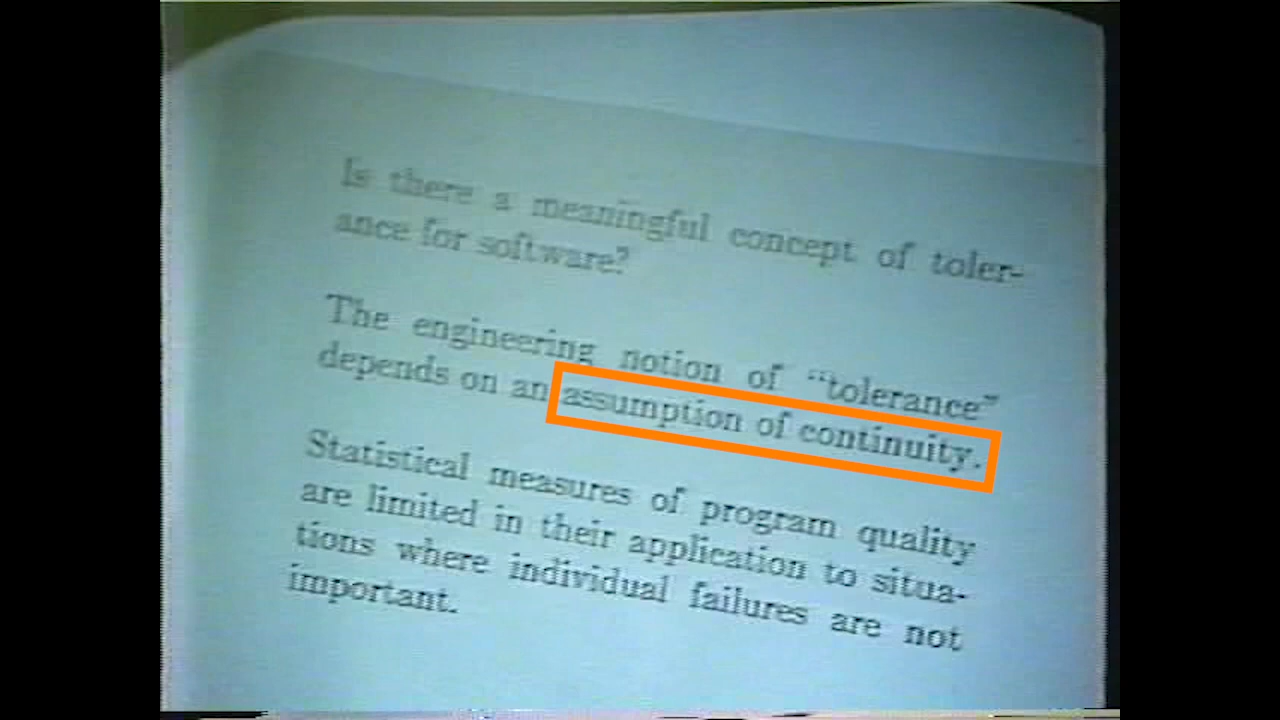 Is there a meaningful concept of toler-
ance for software?
The engineering notion of “tolerance”
depends on an assumption of continuity.
Statistical measures of program quality
are limited in their application to situa-
tions where individual failures are not
important.